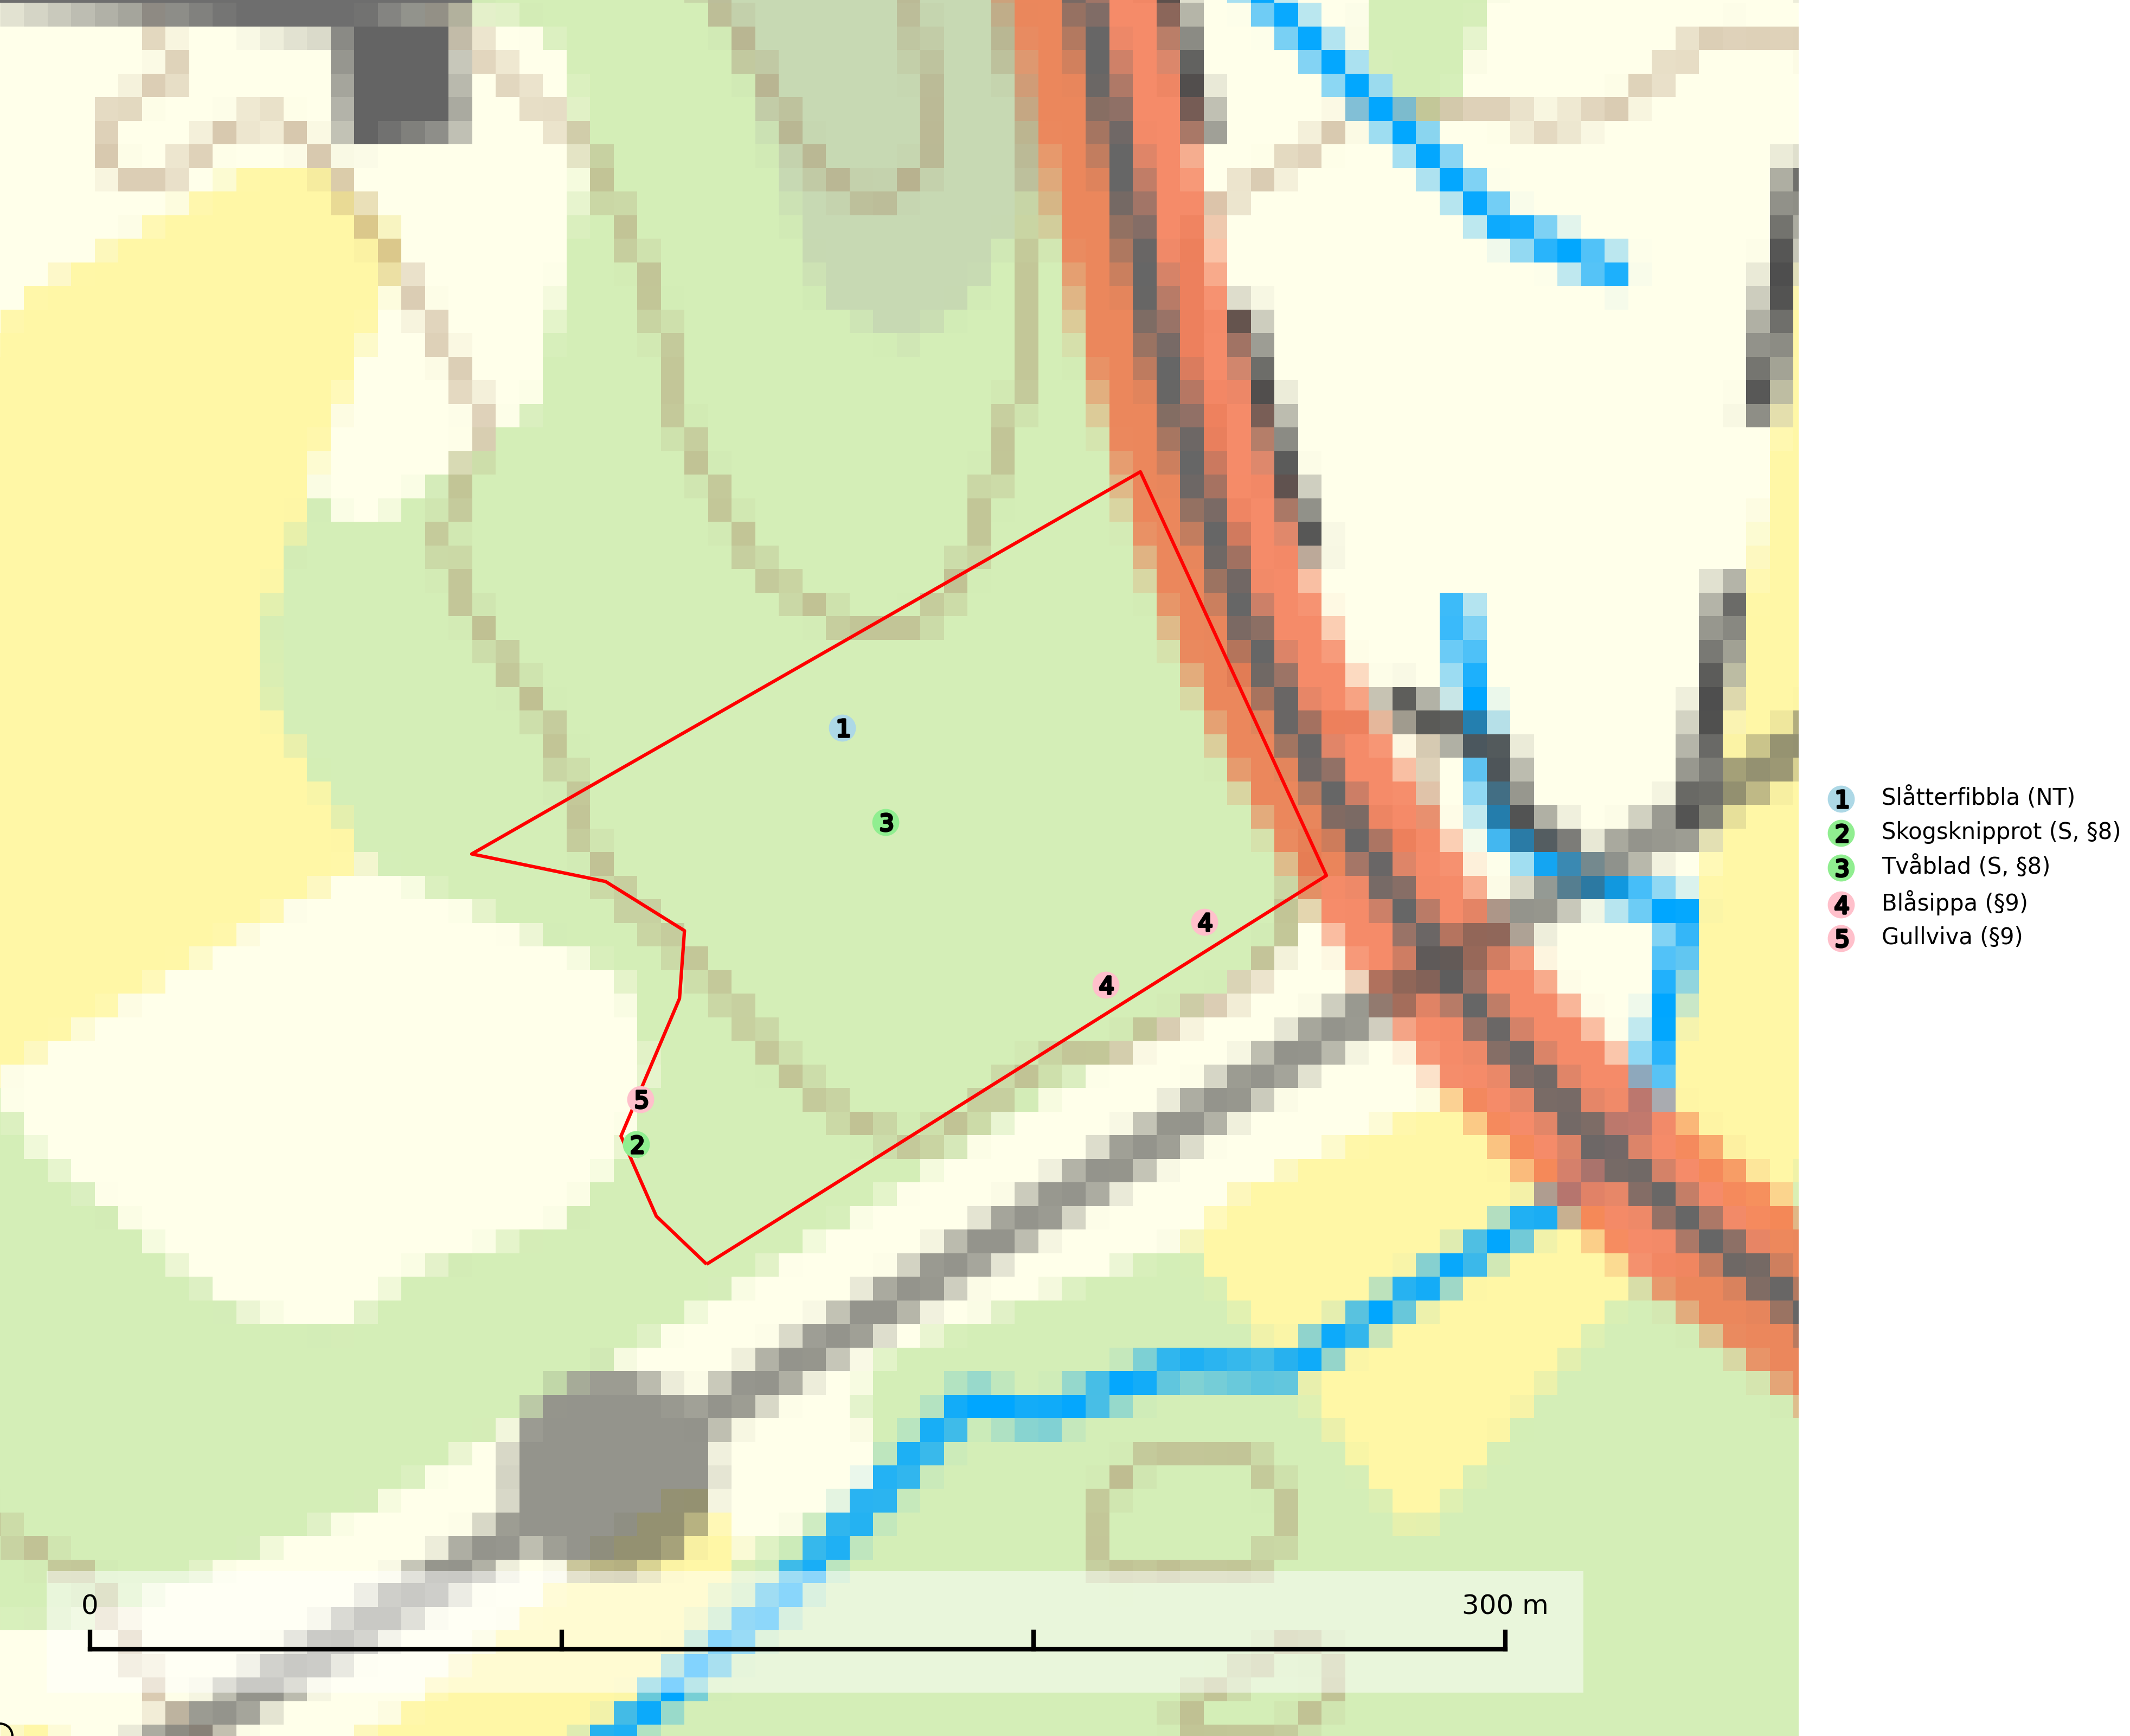 1
3
4
4
5
2
1 Slåtterfibbla (NT)
2 Skogsknipprot (S, §8)
3 Tvåblad (S, §8)
4 Blåsippa (§9)
5 Gullviva (§9)
0 300 m